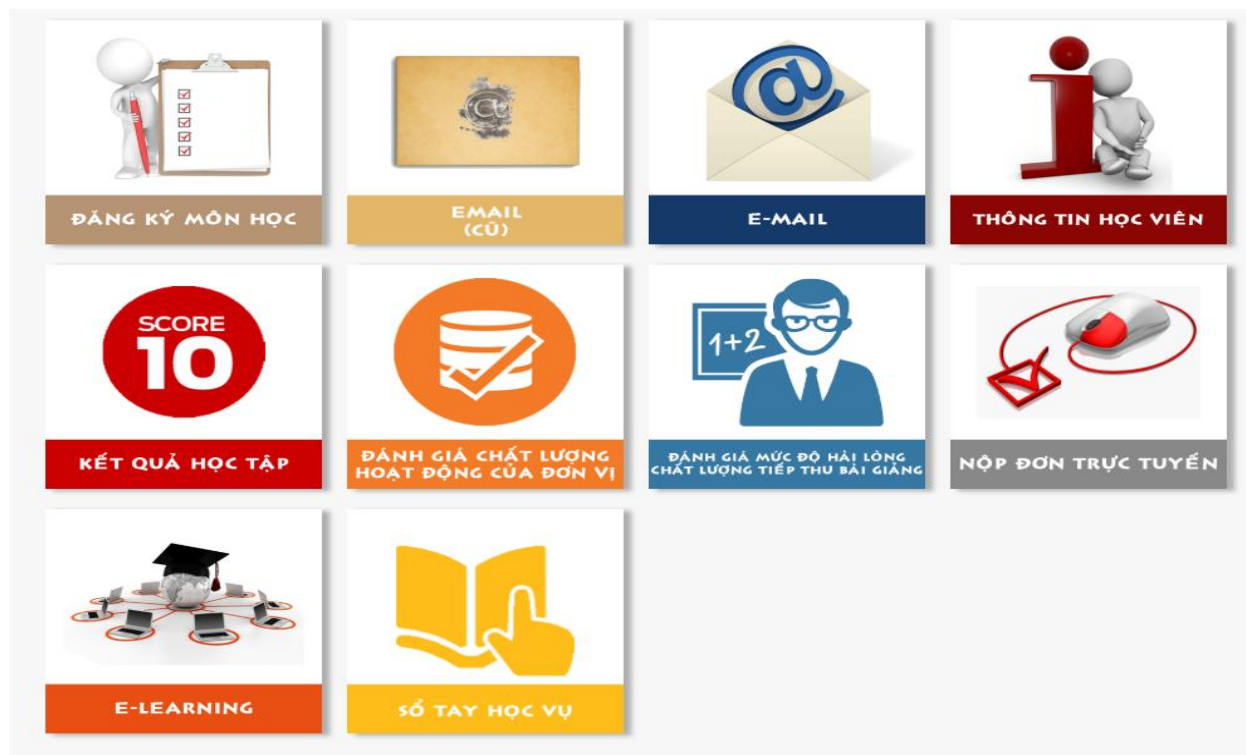 ĐĂNG KÝ MÔN HỌC
EMAIL
(CŨ)
E-MAIL
THÔNG TIN HỌC VIÊN
SCORE
10
KẾT QUẢ HỌC TẬP
ĐÁNH GIÁ CHẤT LƯỢNG
HOẠT ĐỘNG CỦA ĐƠN VỊ
1+2
ĐÁNH GIÁ MỨC ĐỘ HÀI LÒNG
CHẤT LƯỢNG TIẾP THU BÀI GIẢNG
NỘP ĐƠN TRỰC TUYẾN
E-LEARNING
SỔ TAY HỌC VỤ